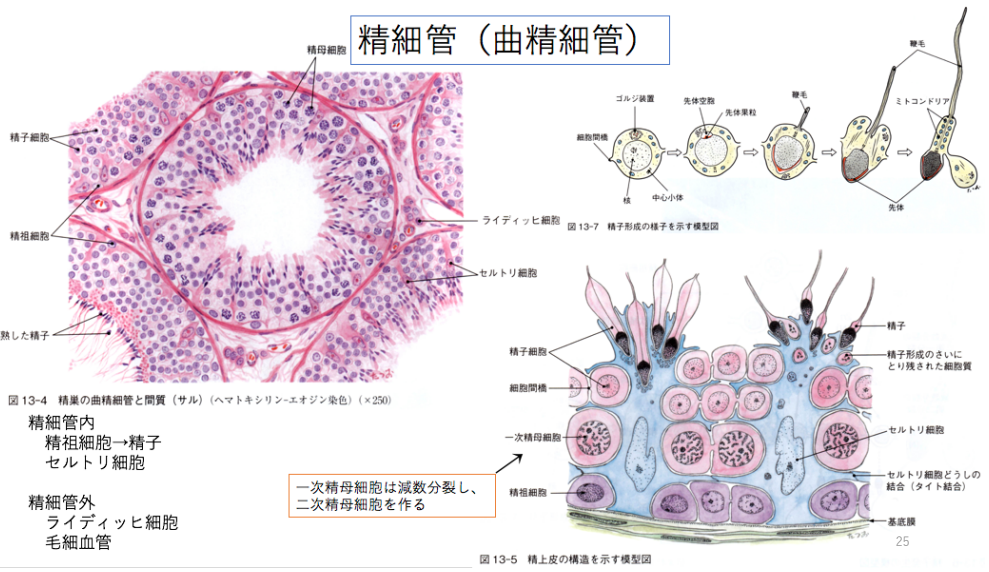 精細管（曲精細管）
精母細胞
精子細胞
精祖細胞
熟した精子
ライディッヒ細胞
セルトリ細胞
図 13-4 精巣の曲精細管と間質（サル）（ヘマトキシリン-エオジン染色）（×250）
精細管内
精祖細胞→精子
セルトリ細胞
精細管外
ライディッヒ細胞
毛細血管
一次精母細胞は減数分裂し、
二次精母細胞を作る
ゴルジ装置
細胞間橋
核
中心小体
先体空胞
先体果粒
鞭毛
鞭毛
ミトコンドリア
先体
図 13-7 精子形成の様子を示す模型図
精子細胞
細胞間橋
一次精母細胞
精祖細胞
精子
精子形成のさいに
とり残された細胞質
セルトリ細胞
セルトリ細胞どうしの
結合（タイト結合）
基底膜
25
図 13-5 精上皮の構造を示す模型図